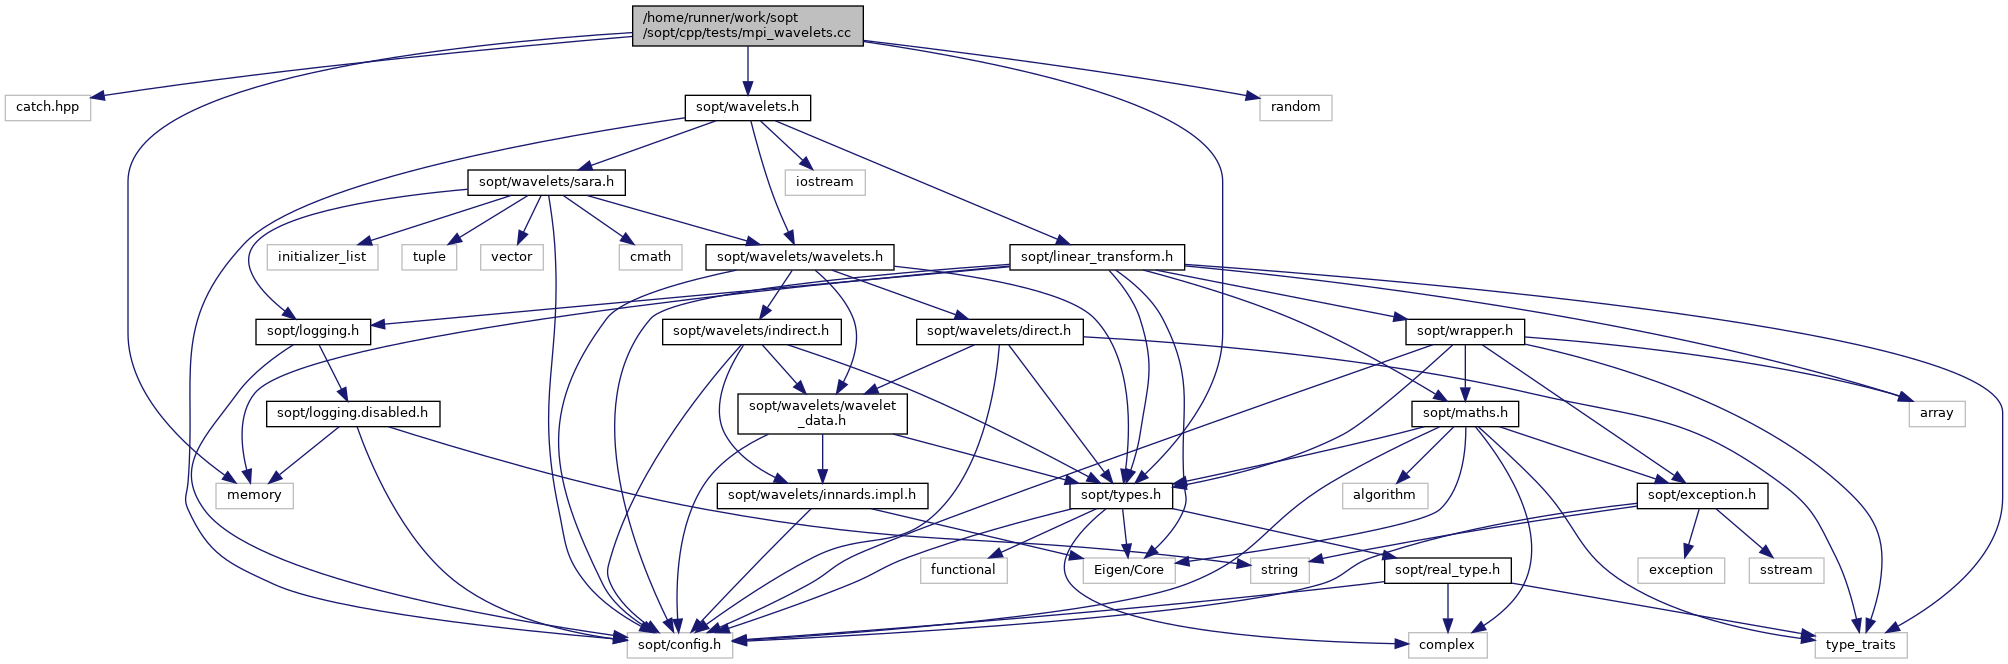 /home/runner/work/sopt
/sopt/cpp/tests/mpi_wavelets.cc
catch.hpp
sopt/wavelets.h
random
sopt/wavelets/sara.h
iostream
initializer_list
tuple
vector
cmath
sopt/wavelets/wavelets.h
sopt/linear_transform.h
sopt/logging.h
sopt/wavelets/indirect.h
sopt/wavelets/direct.h
sopt/wrapper.h
sopt/logging.disabled.h
sopt/wavelets/wavelet
_data.h
sopt/maths.h
array
memory
sopt/wavelets/innards.impl.h
sopt/types.h
algorithm
sopt/exception.h
functional
Eigen/Core
string
sopt/real_type.h
exception
sstream
sopt/config.h
complex
type_traits